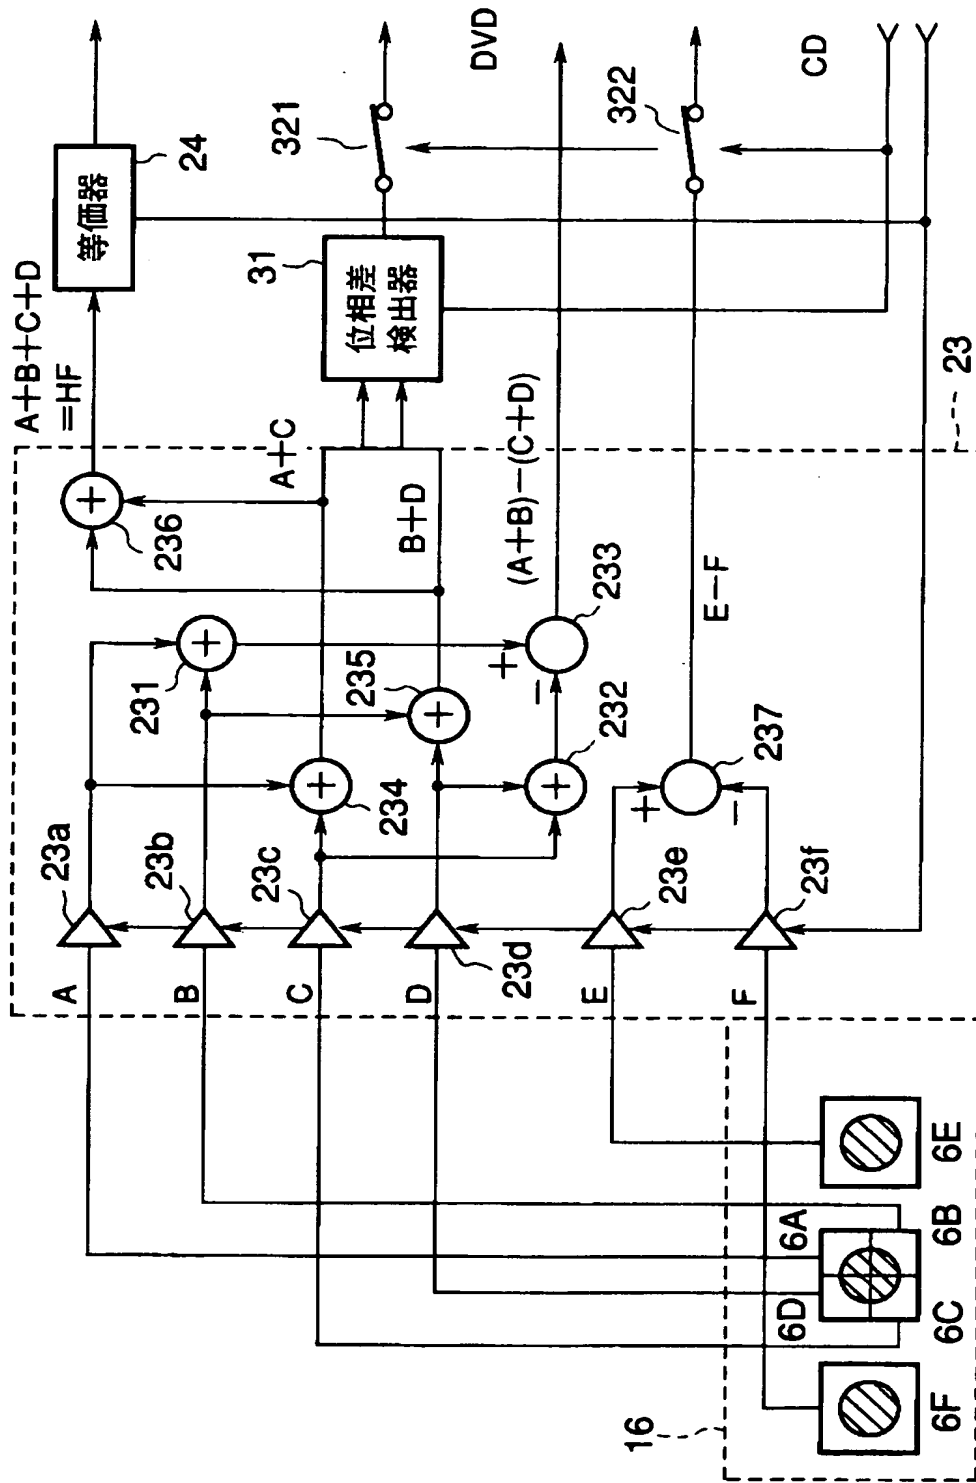 A+B+C+D
=HF
等価器
24
A
23a
236
B
23b
231
A+C
31
321
C
23c
234
位相差
検出器
235
B+D
D
23d
DVD
(A+B)−(C+D)
232
233
E
23e
322
E−F
16
F
23f
237
CD
6F
6D
6A
6E
6C
6B
23